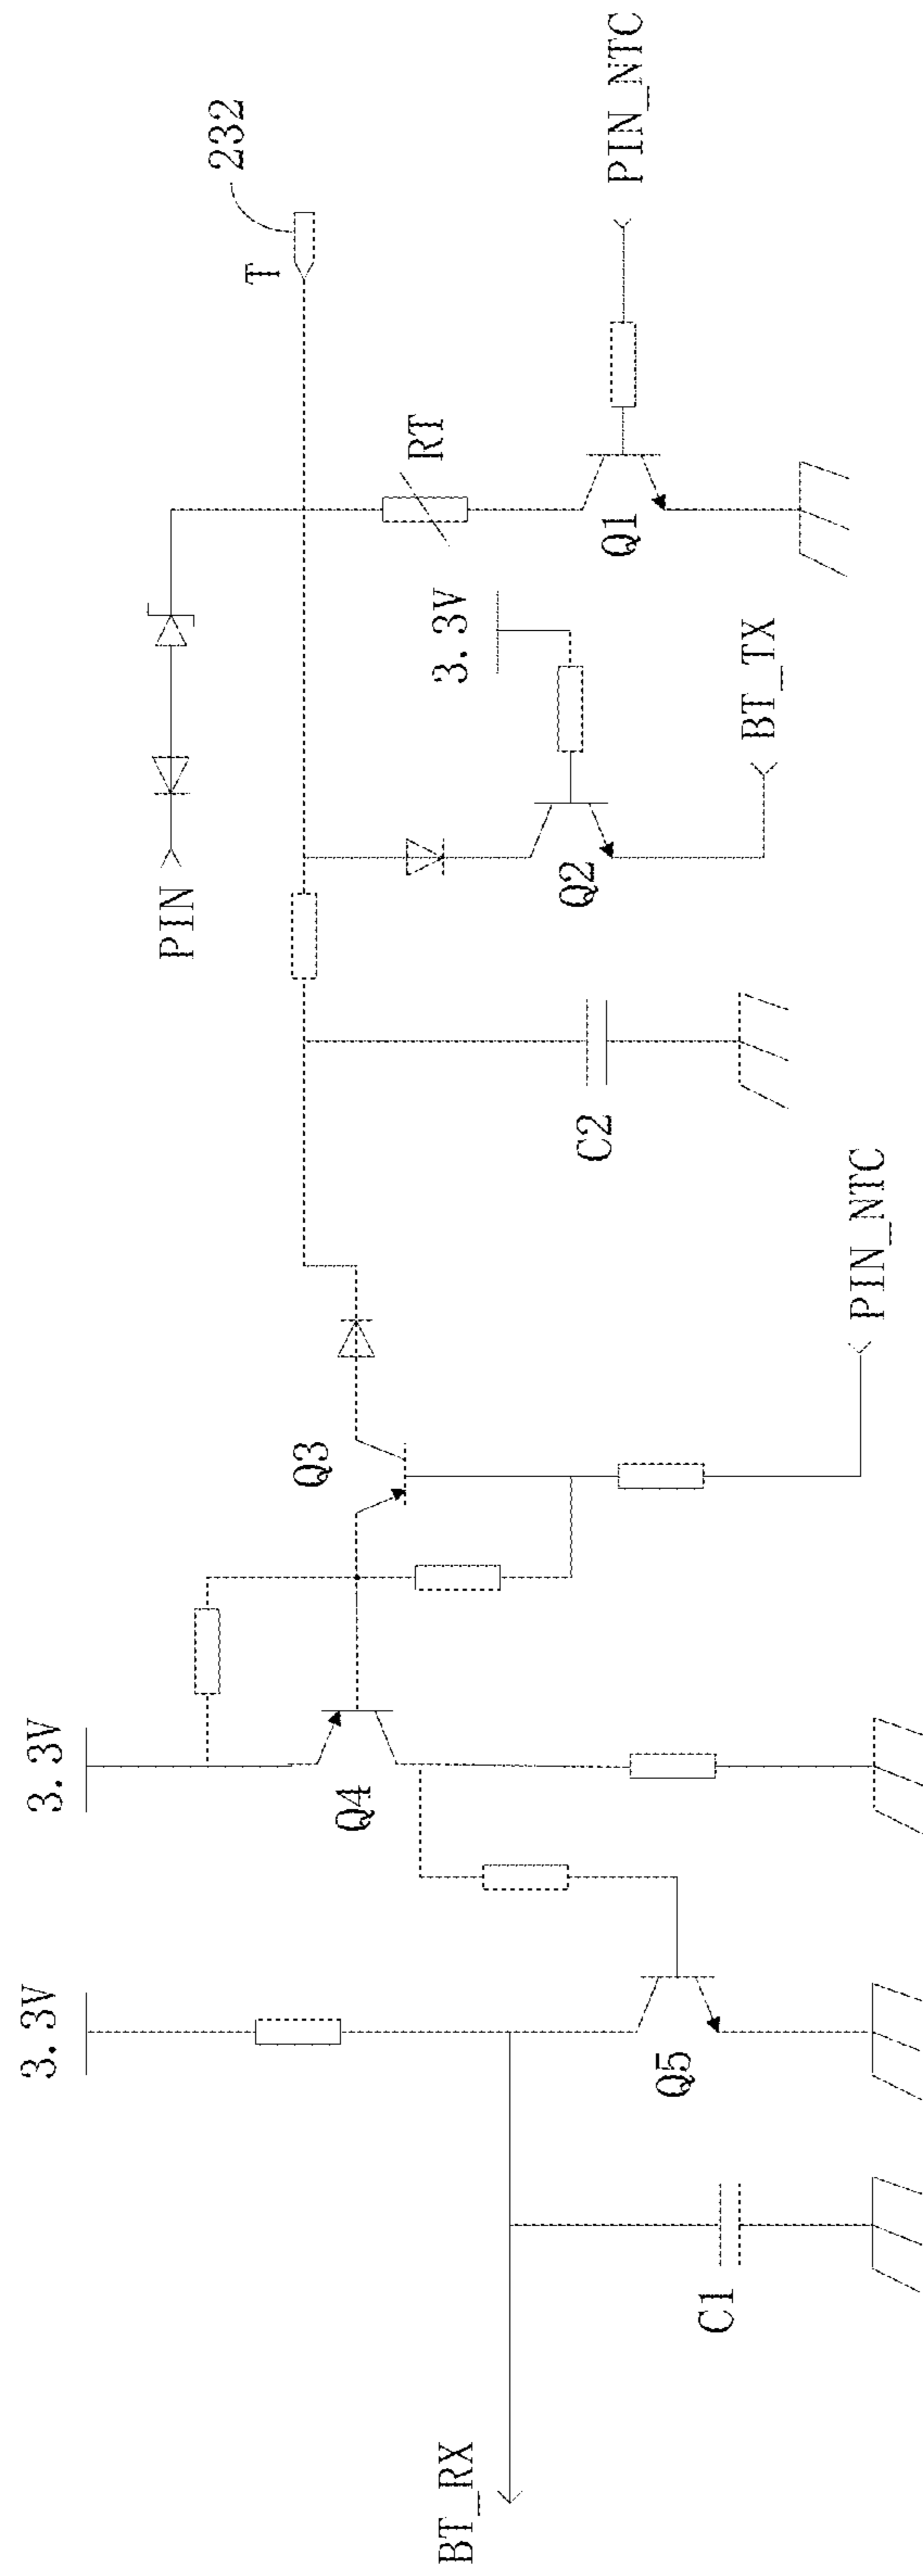 232
T
PIN_NTC
RT
Q1
PIN
3.3V
BT_TX
Q2
C2
PIN_NTC
Q3
3.3V
Q4
3.3V
Q5
C1
BT_RX